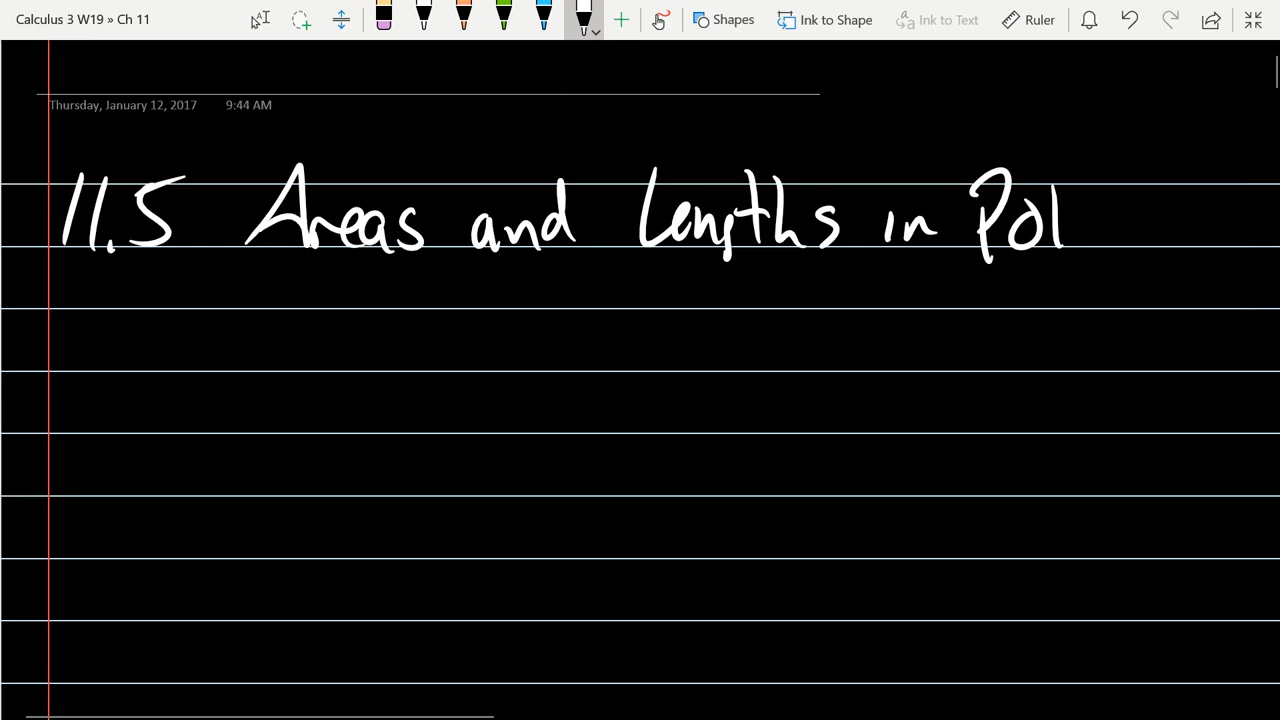 Calculus 3 W19 » Ch 11
Shapes
Ink to Shape
Ink to Text
Ruler
Thursday, January 12, 2017 9:44 AM
11.5 Areas and Lengths in Pol